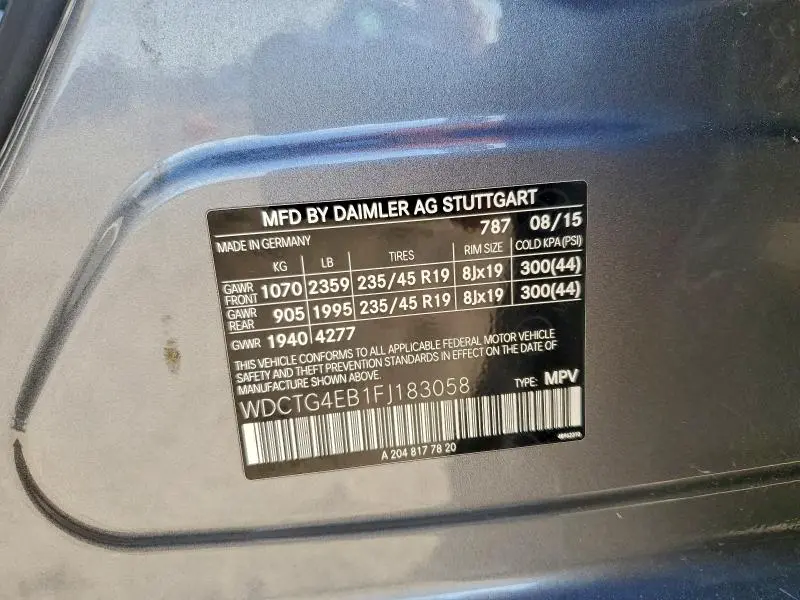 MFD BY DAIMLER AG STUTTGART
787 08/15
MADE IN GERMANY
KG LB TIRES RIM SIZE COLD KPA(PSI)
GAWR FRONT 1070 2359 235/45 R19 8Jx19 300(44)
GAWR REAR 905 1995 235/45 R19 8Jx19 300(44)
GVWR 1940 4277
THIS VEHICLE CONFORMS TO ALL APPLICABLE FEDERAL MOTOR VEHICLE
SAFETY AND THEFT PREVENTION STANDARDS IN EFFECT ON THE DATE OF
MANUFACTURE SHOWN ABOVE.
WDCTG4EB1FJ183058 TYPE: MPV
A 204 817 78 20